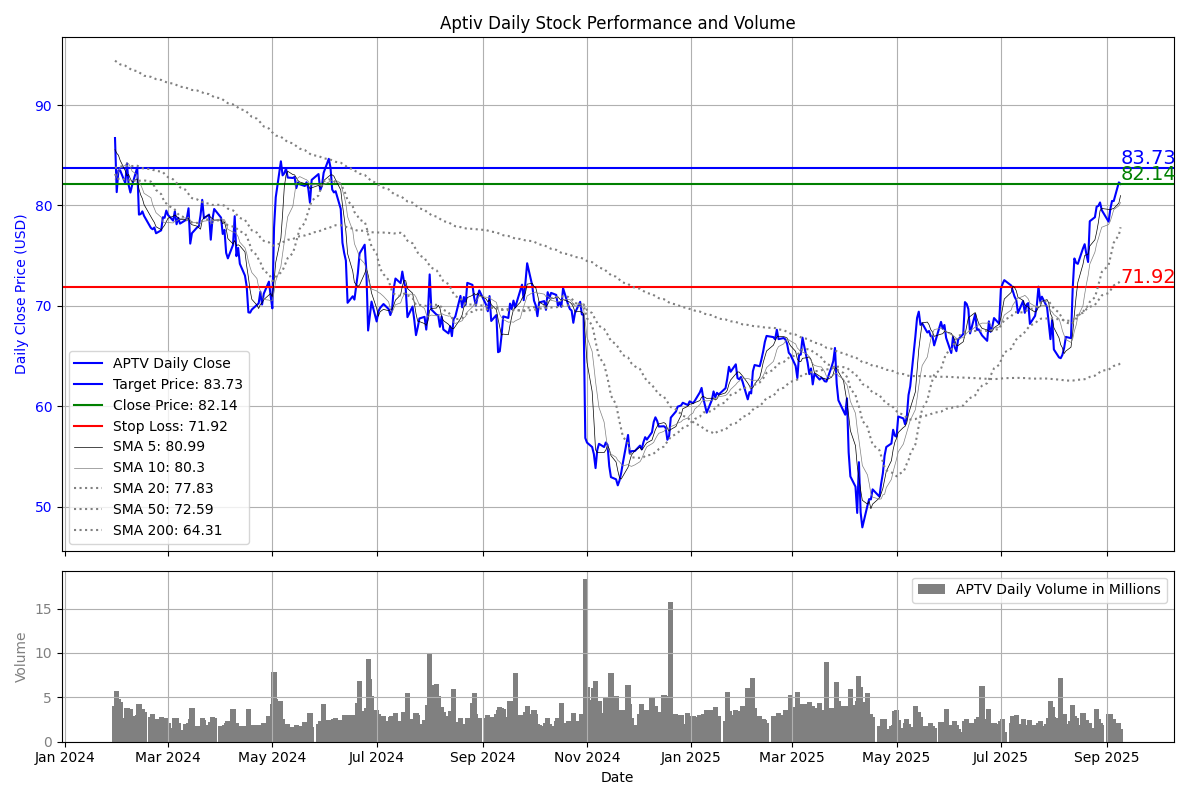 Aptiv Daily Stock Performance and Volume
Daily Close Price (USD)
90
80
70
60
50
83.73
82.14
71.92
APTV Daily Close
Target Price: 83.73
Close Price: 82.14
Stop Loss: 71.92
SMA 5: 80.99
SMA 10: 80.3
SMA 20: 77.83
SMA 50: 72.59
SMA 200: 64.31
Volume
15
10
5
0
APTV Daily Volume in Millions
Jan 2024 Mar 2024 May 2024 Jul 2024 Sep 2024 Nov 2024 Jan 2025 Mar 2025 May 2025 Jul 2025 Sep 2025
Date